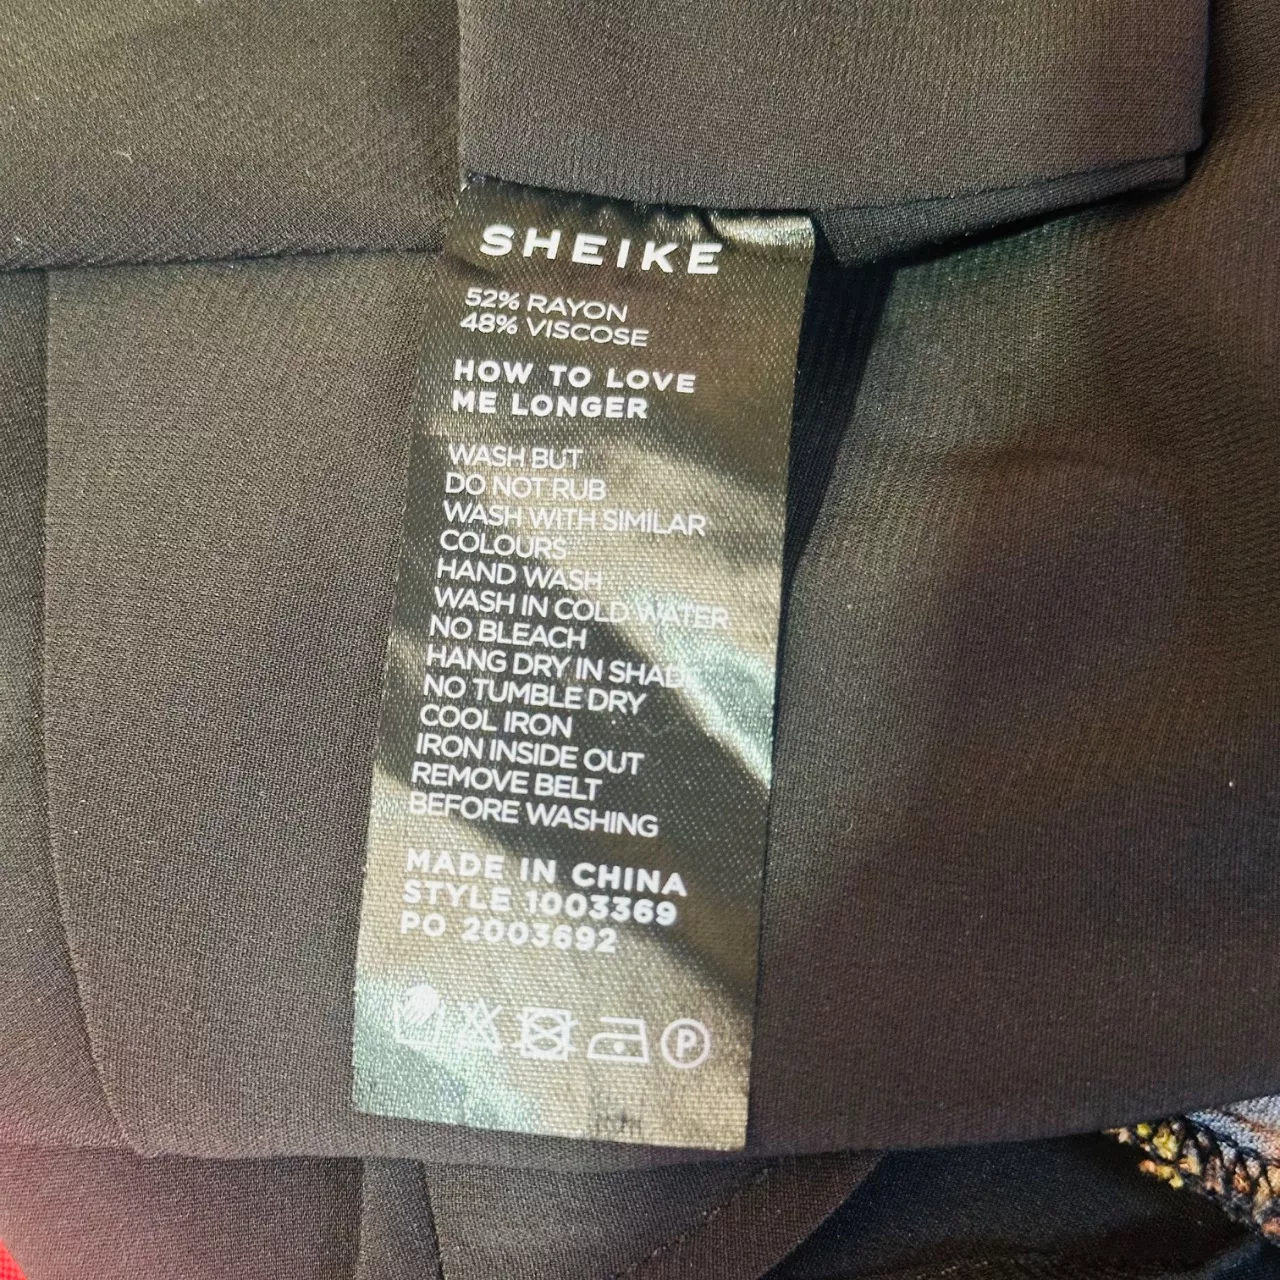 SHEIKE
52% RAYON
48% VISCOSE
HOW TO LOVE
ME LONGER
WASH BUT
DO NOT RUB
WASH WITH SIMILAR
COLOURS
HAND WASH
WASH IN COLD WATER
NO BLEACH
HANG DRY IN SHADE
NO TUMBLE DRY
COOL IRON
IRON INSIDE OUT
REMOVE BELT
BEFORE WASHING
MADE IN CHINA
STYLE 1003369
PO 2003692
P